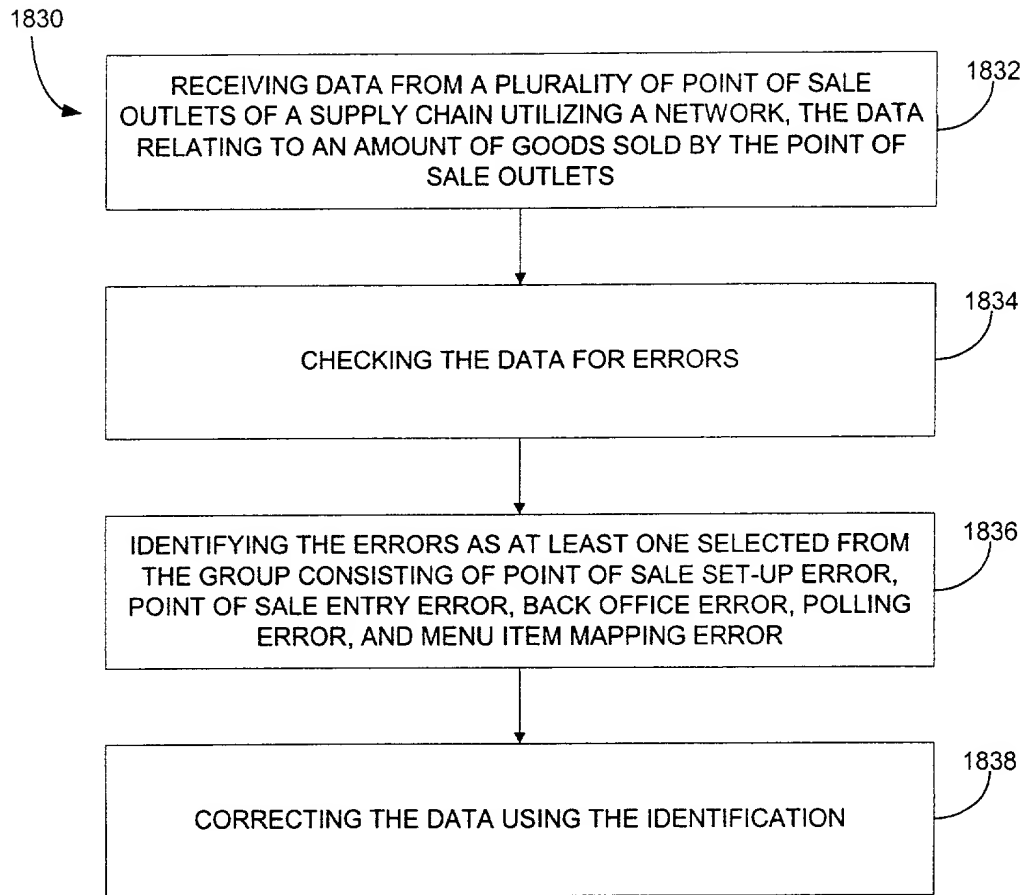 1830
1832
RECEIVING DATA FROM A PLURALITY OF POINT OF SALE
OUTLETS OF A SUPPLY CHAIN UTILIZING A NETWORK, THE DATA
RELATING TO AN AMOUNT OF GOODS SOLD BY THE POINT OF
SALE OUTLETS
1834
CHECKING THE DATA FOR ERRORS
1836
IDENTIFYING THE ERRORS AS AT LEAST ONE SELECTED FROM
THE GROUP CONSISTING OF POINT OF SALE SET-UP ERROR,
POINT OF SALE ENTRY ERROR, BACK OFFICE ERROR, POLLING
ERROR, AND MENU ITEM MAPPING ERROR
1838
CORRECTING THE DATA USING THE IDENTIFICATION